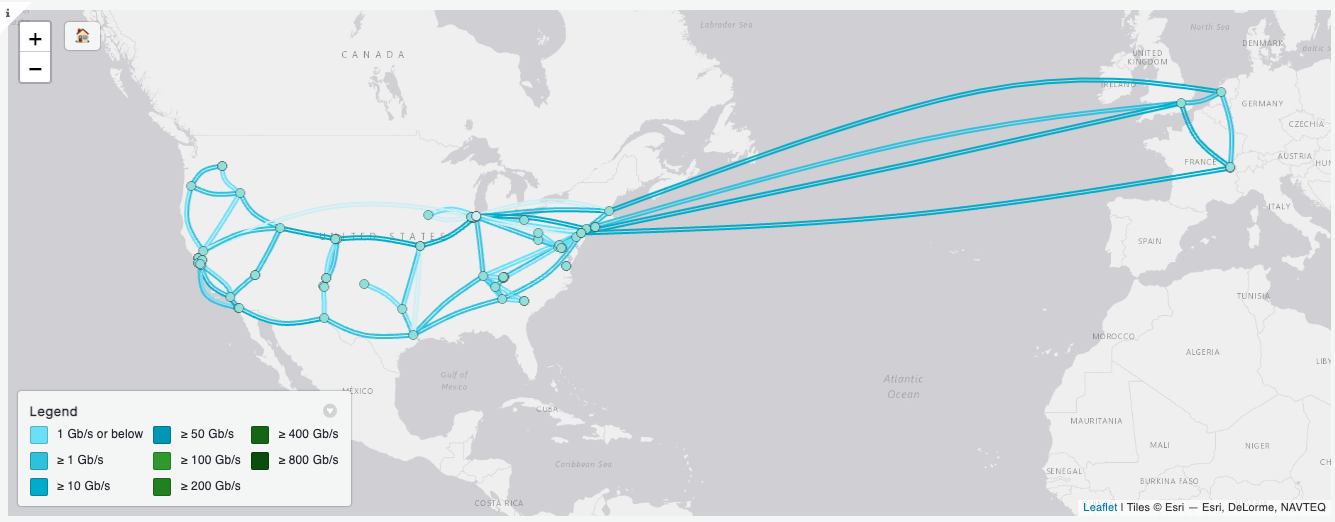 i
+
−
Labrador Sea
North Sea
CANADA
DENMARK
UNITED
KINGDOM
IRELAND
GERMANY
CZECHIA
FRANCE
AUSTRIA
UNITED STATES
ITALY
SPAIN
TUNISIA
MOROCCO
ALGERIA
Gulf of
Mexico
Atlantic
Ocean
MÉXICO
CUBA
MAURITANIA
MALI
NIGER
Caribbean Sea
SENEGAL
BURKINA FASO
COSTA RICA
Legend
1 Gb/s or below
≥ 50 Gb/s
≥ 400 Gb/s
≥ 1 Gb/s
≥ 100 Gb/s
≥ 800 Gb/s
≥ 10 Gb/s
≥ 200 Gb/s
Leaflet | Tiles © Esri — Esri, DeLorme, NAVTEQ